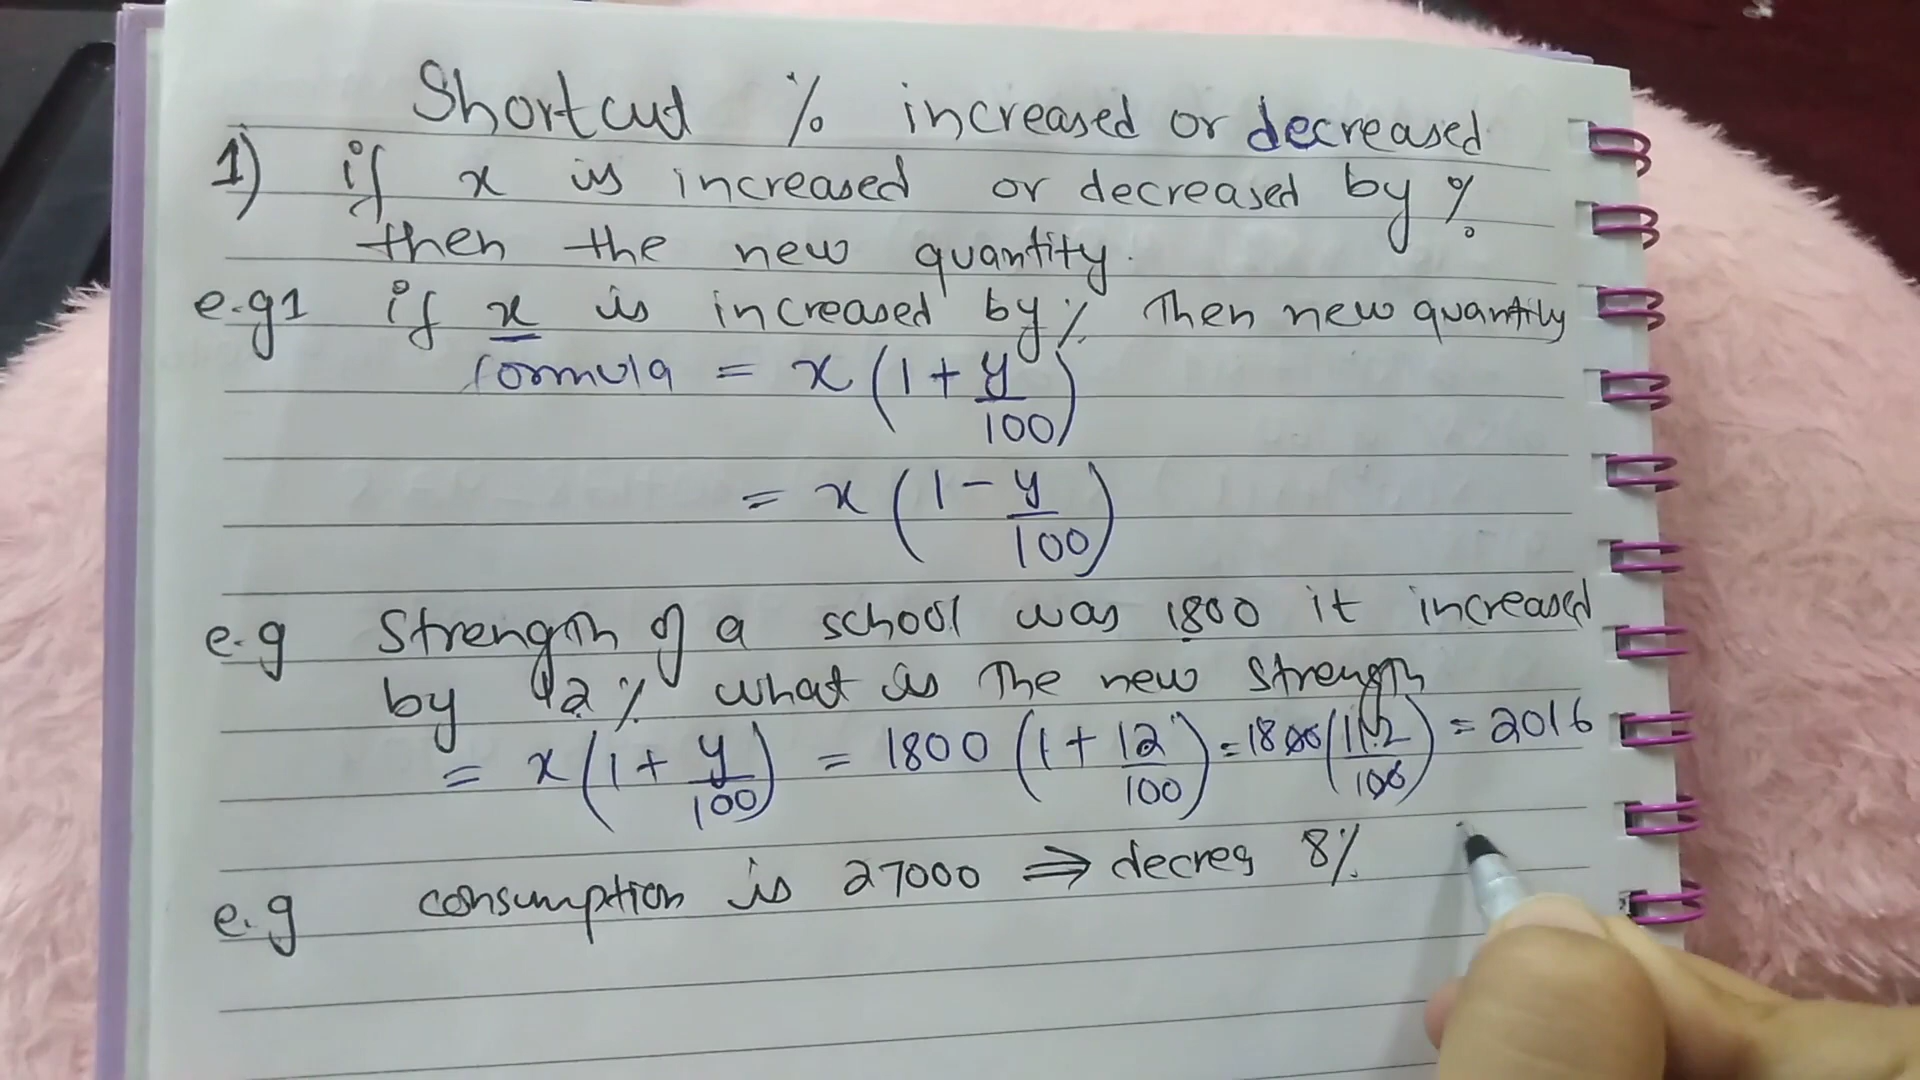 Shortcut % increased or decreased
1) if x is increased or decreased by %
then the new quantity.
e.g1 if x is increased by % Then new quantity
formula = x (1 + y/100)
= x (1 - y/100)
e.g Strength of a school was 1800 it increased
by 12% what is The new Strength
= x (1 + y/100) = 1800 (1 + 12/100) = 1800 (112/100) = 2016
e.g consumption is 27000 ⇒ decres 8%